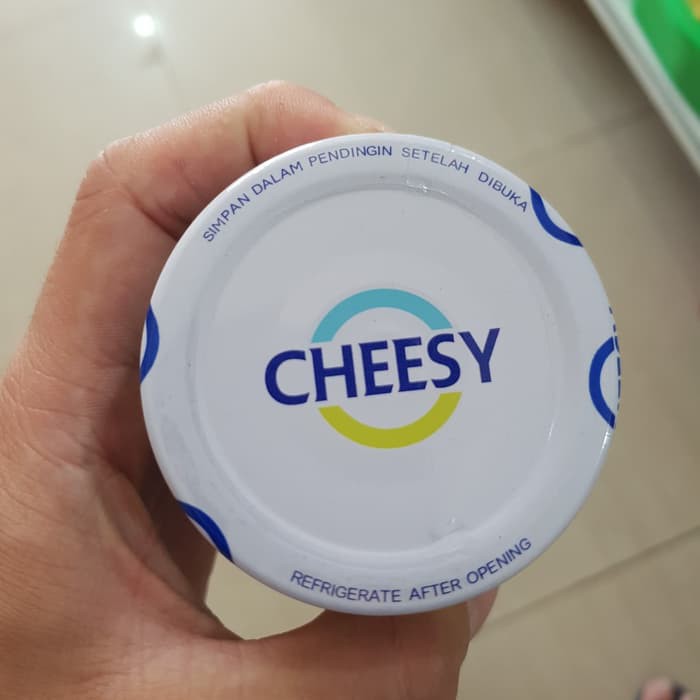 SIMPAN DALAM PENDINGIN SETELAH DIBUKA
CHEESY
REFRIGERATE AFTER OPENING